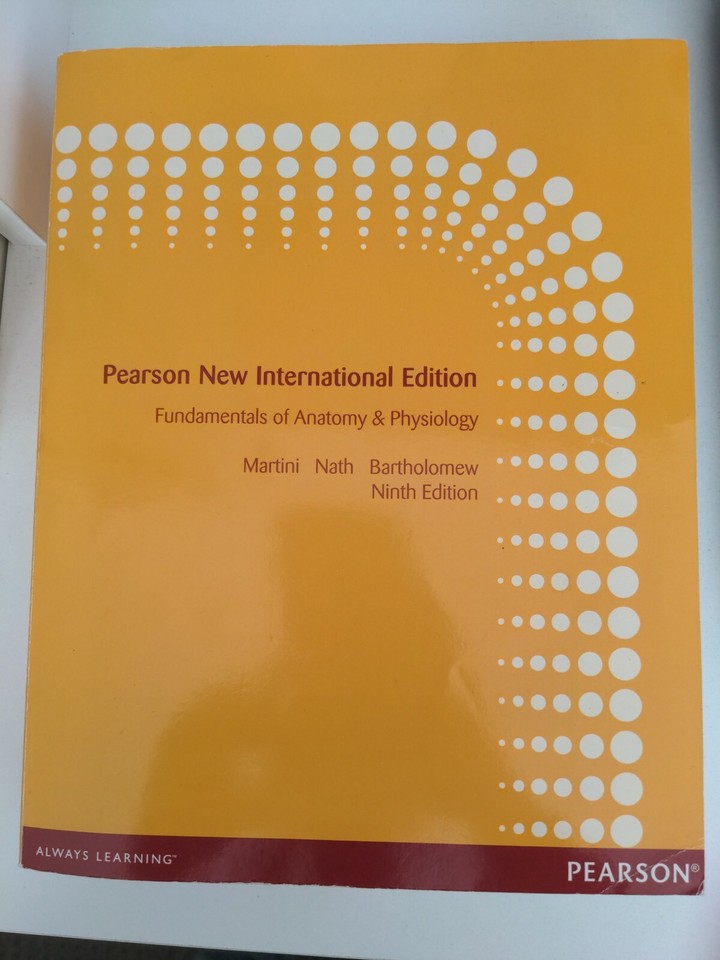 Pearson New International Edition
Fundamentals of Anatomy & Physiology
Martini Nath Bartholomew
Ninth Edition
ALWAYS LEARNING™
PEARSON®